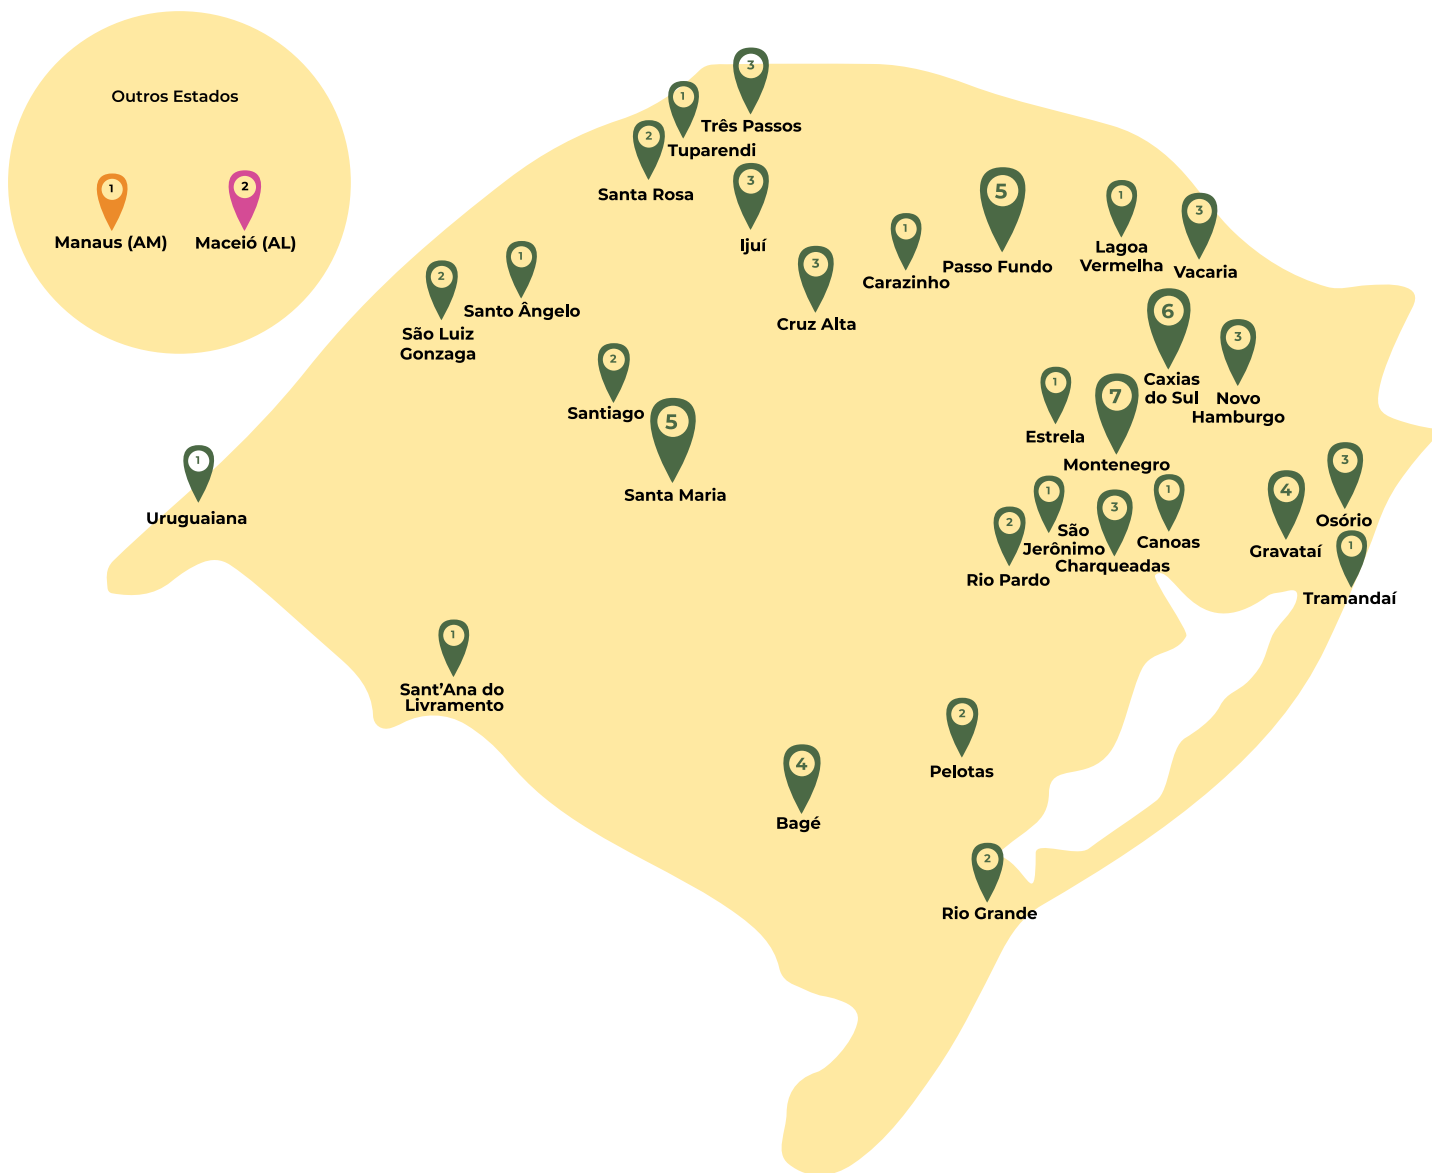 Outros Estados
1
Manaus (AM)
2
Maceió (AL)
3
Três Passos
1
Tuparendi
2
Santa Rosa
3
Ijuí
5
Passo Fundo
1
Lagoa
Vermelha
3
Vacaria
1
Carazinho
3
Cruz Alta
1
Santo Ângelo
2
São Luiz
Gonzaga
6
Caxias
do Sul
3
Novo
Hamburgo
2
Santiago
5
Santa Maria
1
Estrela
7
Montenegro
1
Uruguaiana
3
Osório
4
Gravataí
1
Tramandaí
1
Canoas
1
São
Jerônimo
3
Charqueadas
2
Rio Pardo
1
Sant’Ana do
Livramento
2
Pelotas
4
Bagé
2
Rio Grande